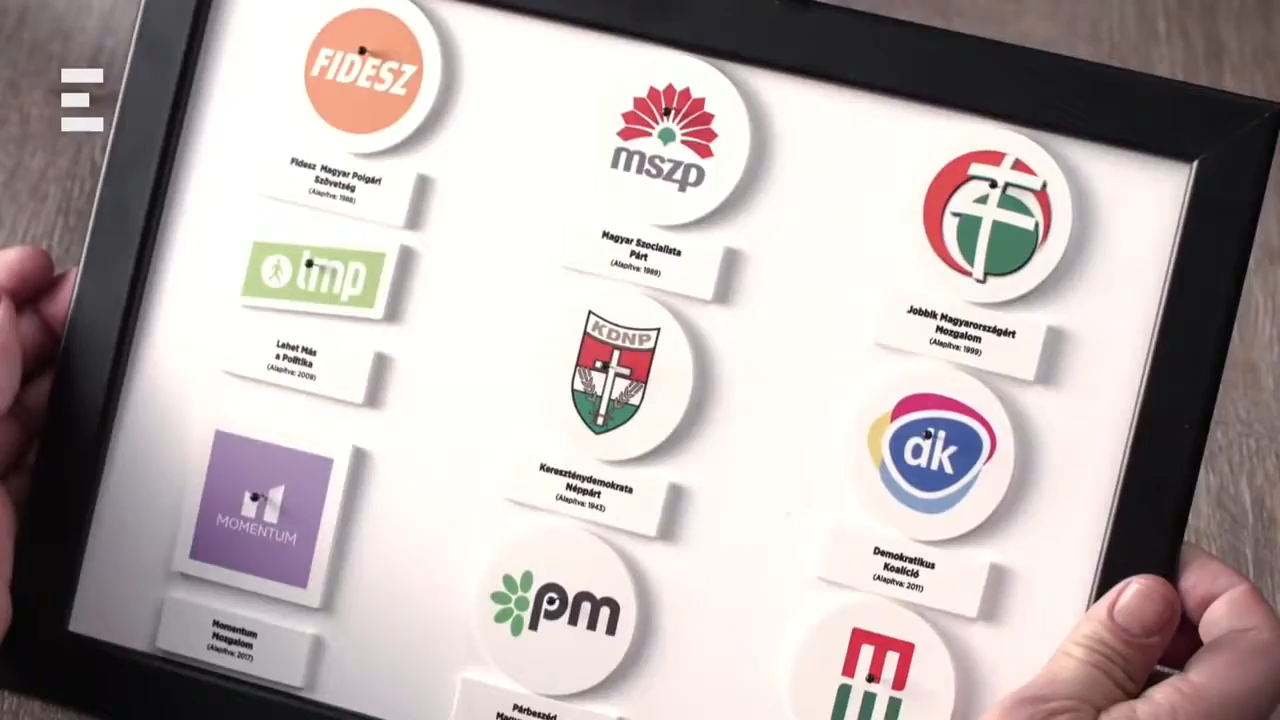 E
FIDESZ
Fidesz Magyar Polgári
Szövetség
(Alapítva: 1988)
mszp
Magyar Szocialista
Párt
(Alapítva: 1989)
Jobbik Magyarországért
Mozgalom
(Alapítva: 1999)
lmp
Lehet Más
a Politika
(Alapítva: 2009)
KDNP
Kereszténydemokrata
Néppárt
(Alapítva: 1943)
dk
Demokratikus
Koalíció
(Alapítva: 2011)
MOMENTUM
Momentum
Mozgalom
(Alapítva: 2017)
pm
Párbeszéd